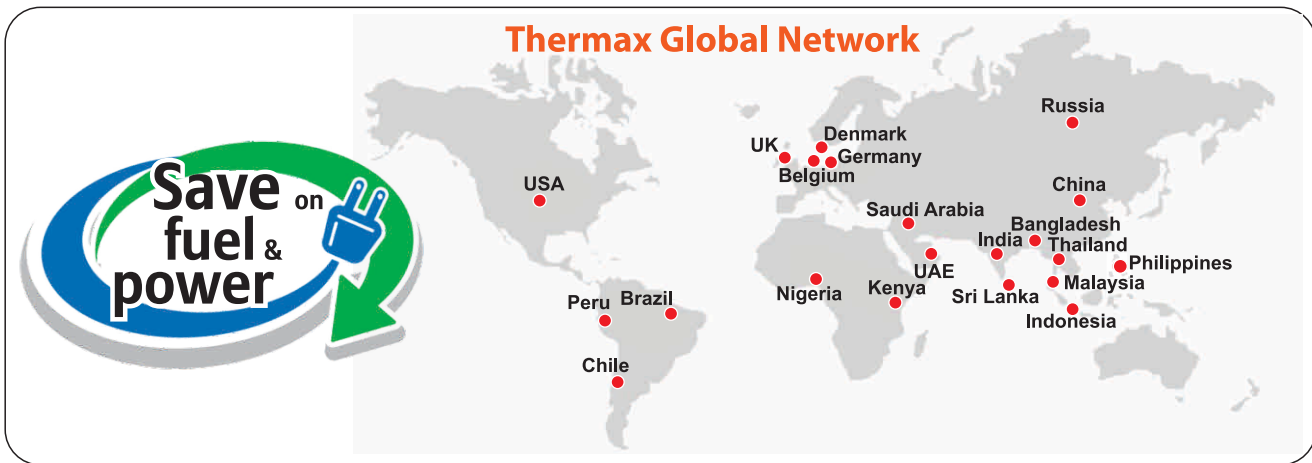 Thermax Global Network
Save on
fuel &
power
Russia
Denmark
UK
Germany
Belgium
USA
China
Saudi Arabia
Bangladesh
India
Thailand
UAE
Philippines
Nigeria
Kenya
Sri Lanka
Malaysia
Indonesia
Peru
Brazil
Chile